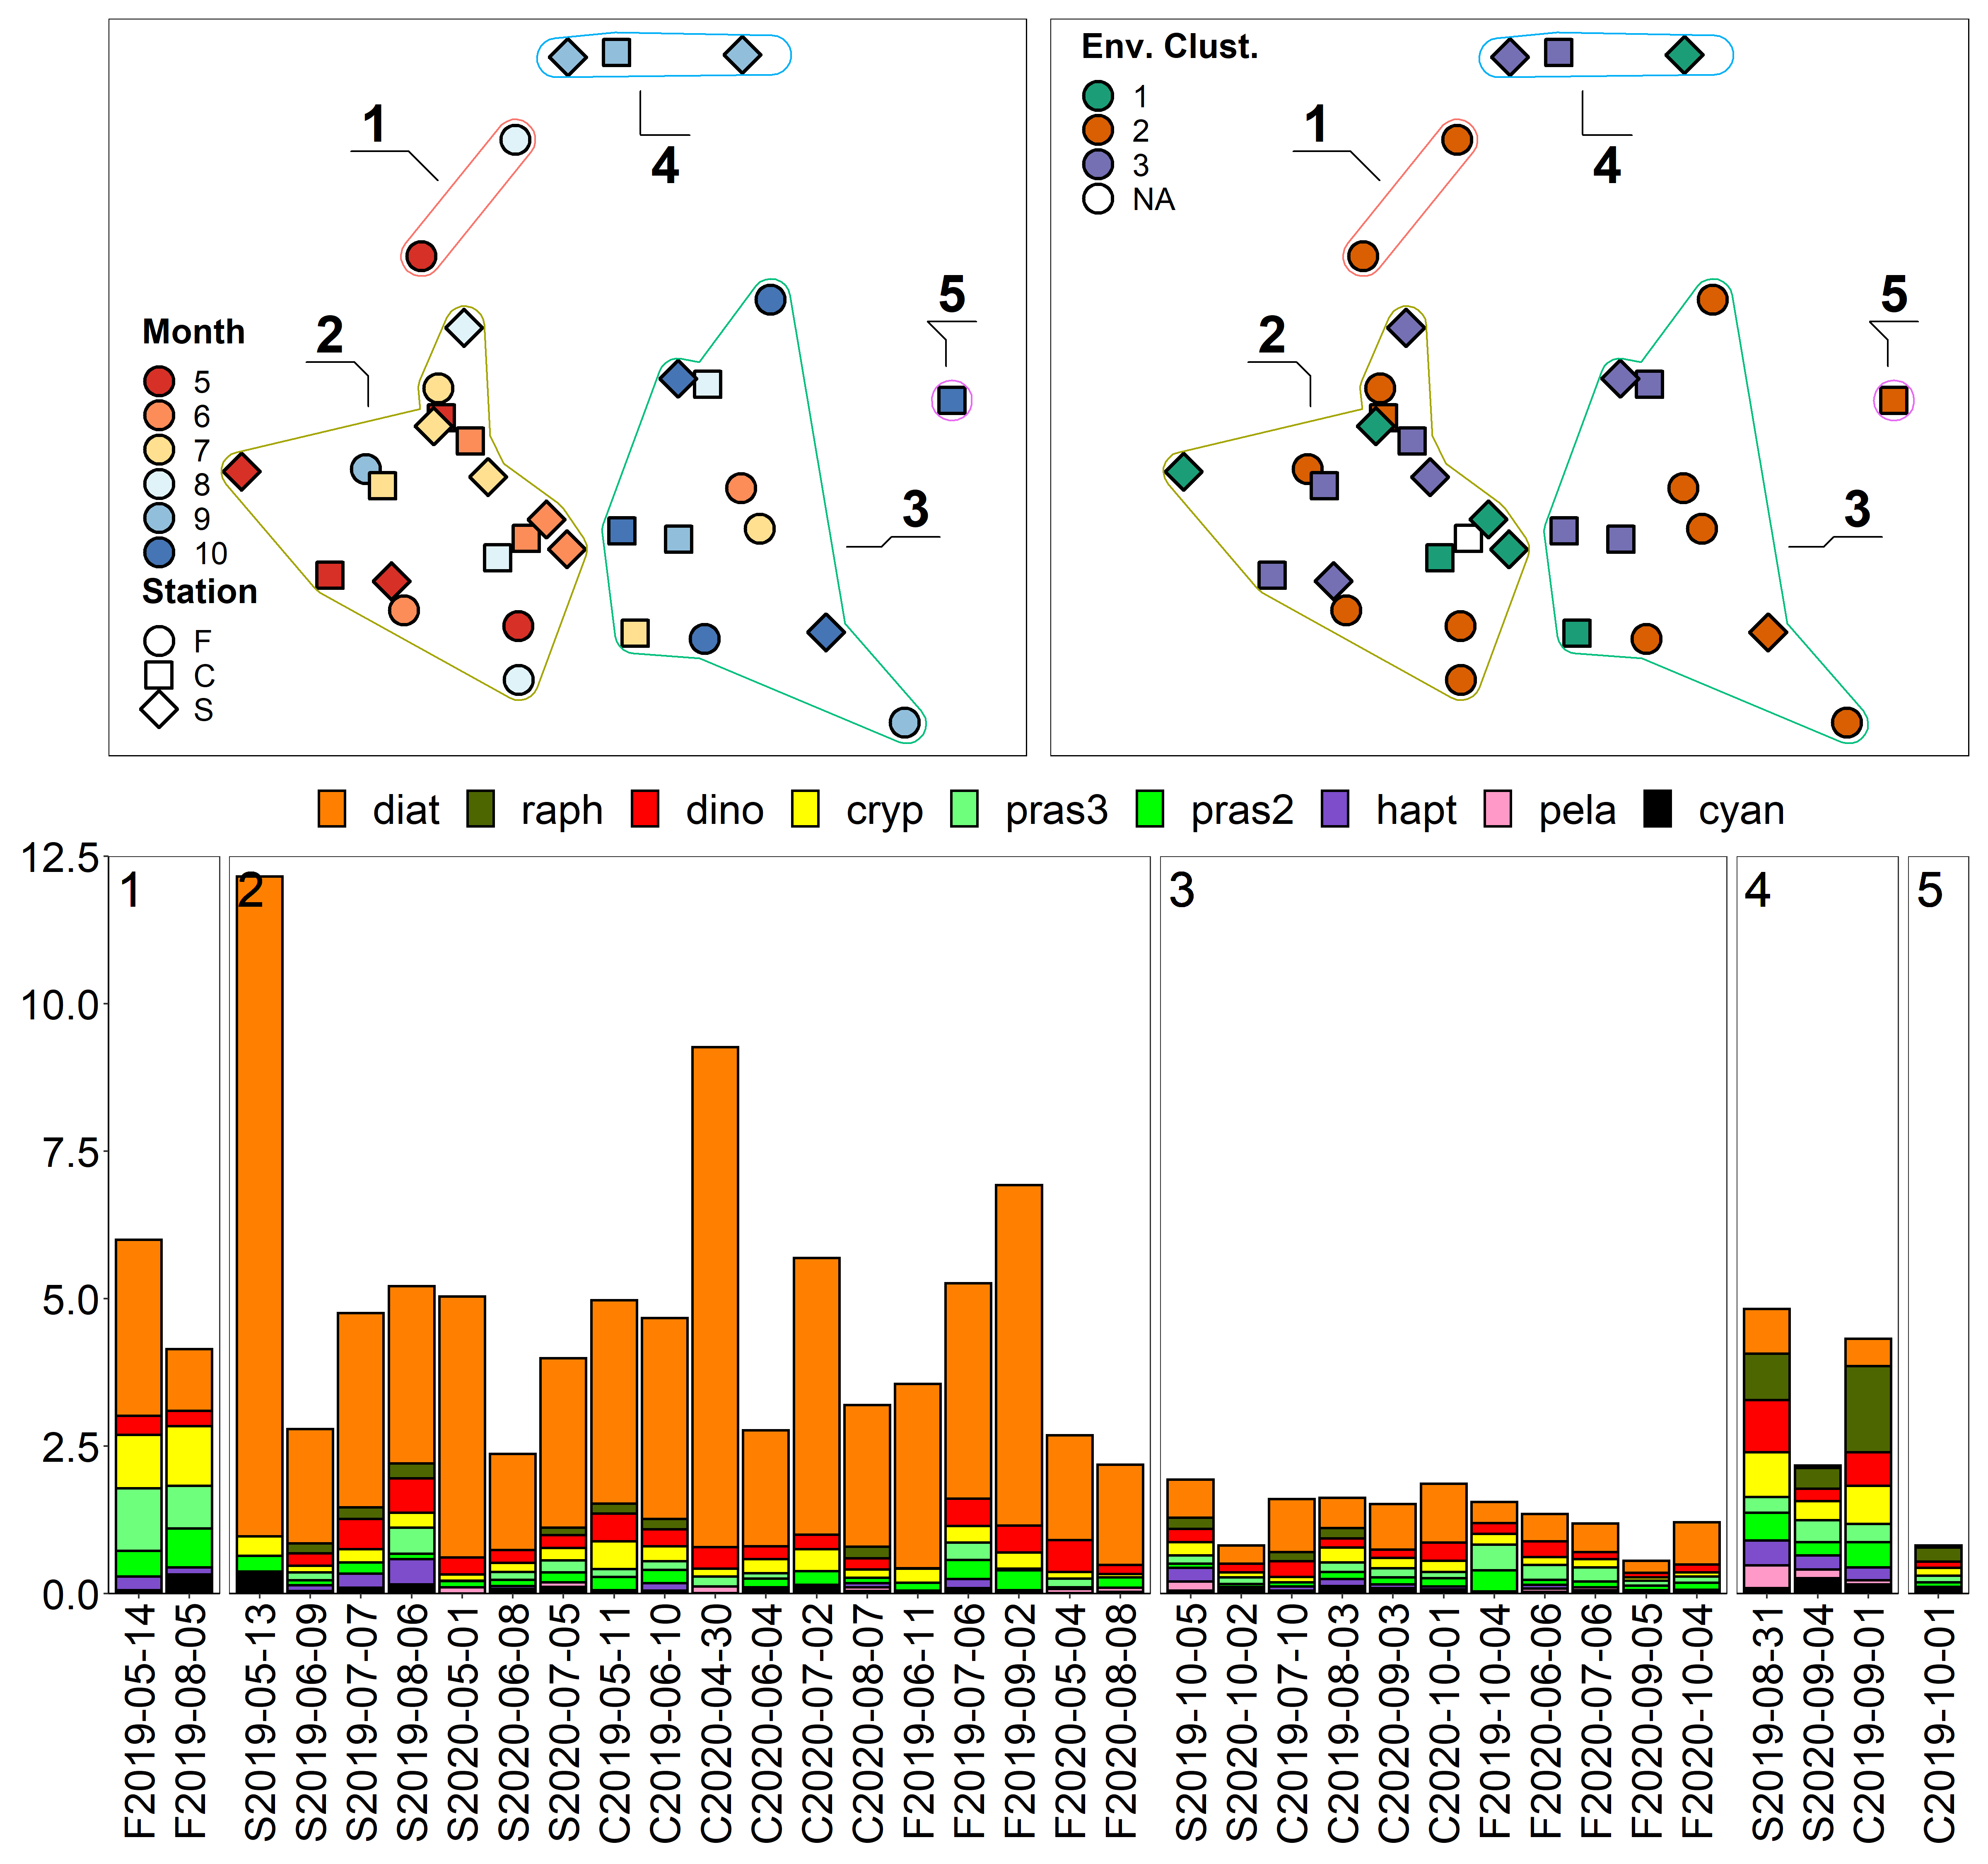 1
4
5
2
3
Month
5
6
7
8
9
10
Station
F
C
S
Env. Clust.
1
2
3
NA
1
4
5
2
3
diat raph dino cryp pras3 pras2 hapt pela cyan
12.5
10.0
7.5
5.0
2.5
0.0
1 2 3 4 5
F2019-05-14
F2019-08-05
S2019-05-13
S2019-06-09
S2019-07-07
S2019-08-06
S2020-05-01
S2020-06-08
S2020-07-05
C2019-05-11
C2019-06-10
C2020-04-30
C2020-06-04
C2020-07-02
C2020-08-07
F2019-06-11
F2019-07-06
F2019-09-02
F2020-05-04
F2020-08-08
S2019-10-05
S2020-10-02
C2019-07-10
C2019-08-03
C2020-09-03
C2020-10-01
F2019-10-04
F2020-06-06
F2020-07-06
F2020-09-05
F2020-10-04
S2019-08-31
S2020-09-04
C2019-09-01
C2019-10-01